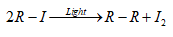 2R – I —Light→ R – R + I₂